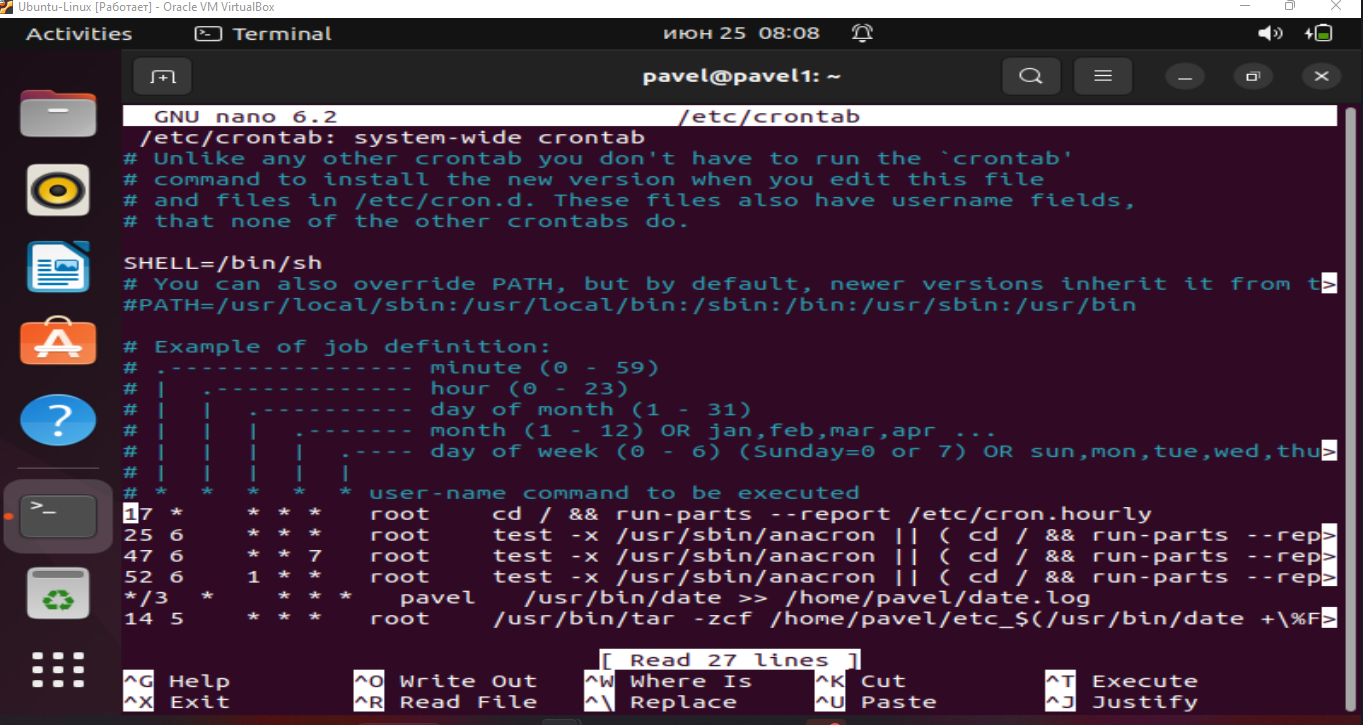 Ubuntu-Linux [Работает] - Oracle VM VirtualBox
Activities Terminal июн 25 08:08
pavel@pavel1: ~
GNU nano 6.2 /etc/crontab
/etc/crontab: system-wide crontab
# Unlike any other crontab you don't have to run the `crontab'
# command to install the new version when you edit this file
# and files in /etc/cron.d. These files also have username fields,
# that none of the other crontabs do.
SHELL=/bin/sh
# You can also override PATH, but by default, newer versions inherit it from t>
#PATH=/usr/local/sbin:/usr/local/bin:/sbin:/bin:/usr/sbin:/usr/bin
# Example of job definition:
# .---------------- minute (0 - 59)
# |  .------------- hour (0 - 23)
# |  |  .---------- day of month (1 - 31)
# |  |  |  .------- month (1 - 12) OR jan,feb,mar,apr ...
# |  |  |  |  .---- day of week (0 - 6) (Sunday=0 or 7) OR sun,mon,tue,wed,thu>
# |  |  |  |  |
# *  *  *  *  * user-name command to be executed
17 *    * * *   root    cd / && run-parts --report /etc/cron.hourly
25 6    * * *   root    test -x /usr/sbin/anacron || ( cd / && run-parts --rep>
47 6    * * 7   root    test -x /usr/sbin/anacron || ( cd / && run-parts --rep>
52 6    1 * *   root    test -x /usr/sbin/anacron || ( cd / && run-parts --rep>
*/3  *    * * *   pavel   /usr/bin/date >> /home/pavel/date.log
14 5    * * *   root    /usr/bin/tar -zcf /home/pavel/etc_$(/usr/bin/date +\%F>
[ Read 27 lines ]
^G Help ^O Write Out ^W Where Is ^K Cut ^T Execute
^X Exit ^R Read File ^\ Replace ^U Paste ^J Justify